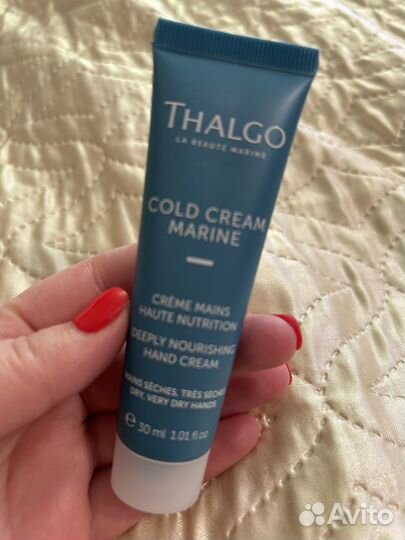 THALGO
LA BEAUTÉ MARINE
COLD CREAM
MARINE
CRÈME MAINS
HAUTE NUTRITION
DEEPLY NOURISHING
HAND CREAM
MAINS SÈCHES, TRÈS SÈCHES
DRY, VERY DRY HANDS
℮ 30 ml 1.01 fl.oz
Avito